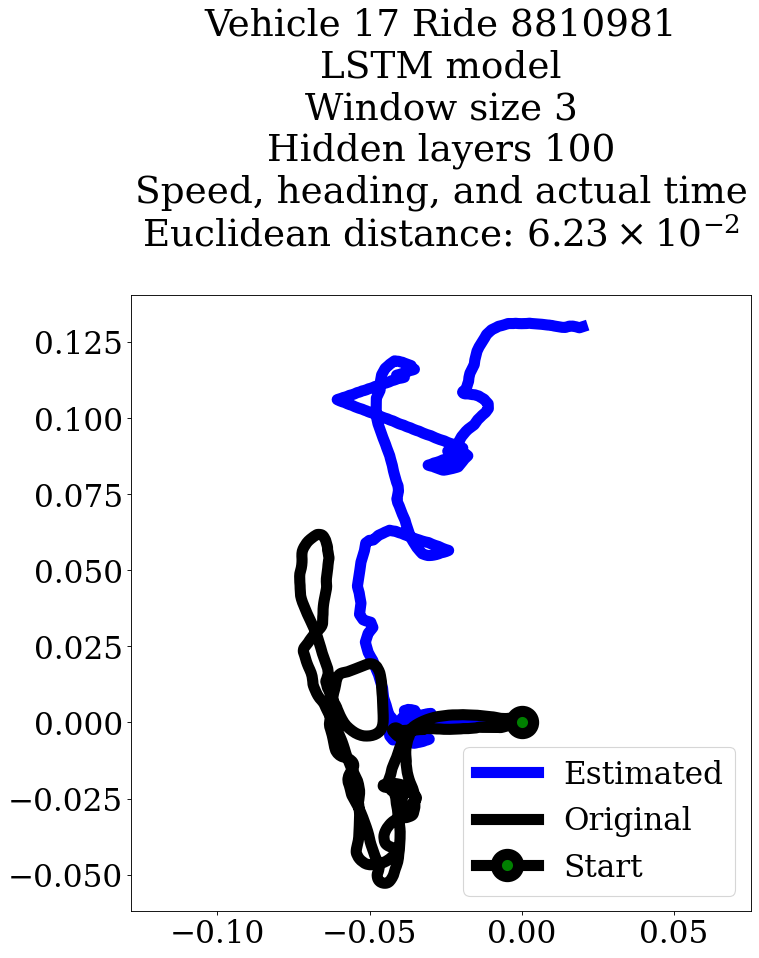 Vehicle 17 Ride 8810981
LSTM model
Window size 3
Hidden layers 100
Speed, heading, and actual time
Euclidean distance: 6.23 × 10⁻²
0.125
0.100
0.075
0.050
0.025
0.000
−0.025
−0.050
−0.10 −0.05 0.00 0.05
Estimated
Original
Start